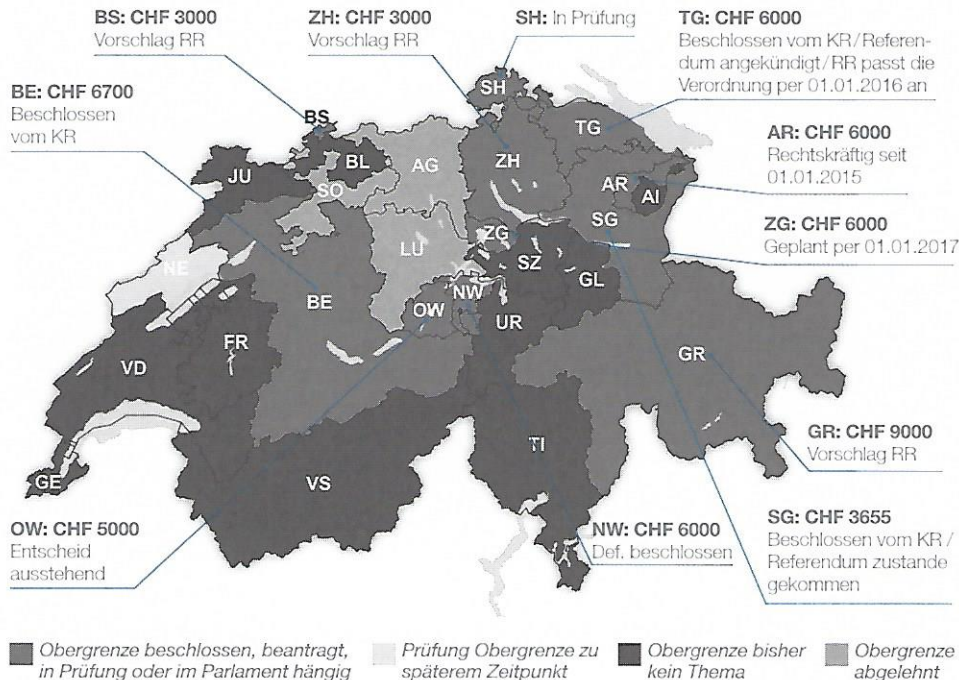 BS: CHF 3000
Vorschlag RR
ZH: CHF 3000
Vorschlag RR
SH: In Prüfung
TG: CHF 6000
Beschlossen vom KR/Referen-
dum angekündigt/RR passt die
Verordnung per 01.01.2016 an
BE: CHF 6700
Beschlossen
vom KR
AR: CHF 6000
Rechtskräftig seit
01.01.2015
ZG: CHF 6000
Geplant per 01.01.2017
SH
BS
TG
BL
AG
ZH
JU
SO
AR
AI
SG
ZG
LU
NE
SZ
NW
GL
BE
OW
UR
FR
GR
VD
TI
GE
VS
GR: CHF 9000
Vorschlag RR
OW: CHF 5000
Entscheid
ausstehend
NW: CHF 6000
Def. beschlossen
SG: CHF 3655
Beschlossen vom KR /
Referendum zustande
gekommen
Obergrenze beschlossen, beantragt,
in Prüfung oder im Parlament hängig
Prüfung Obergrenze zu
späterem Zeitpunkt
Obergrenze bisher
kein Thema
Obergrenze
abgelehnt